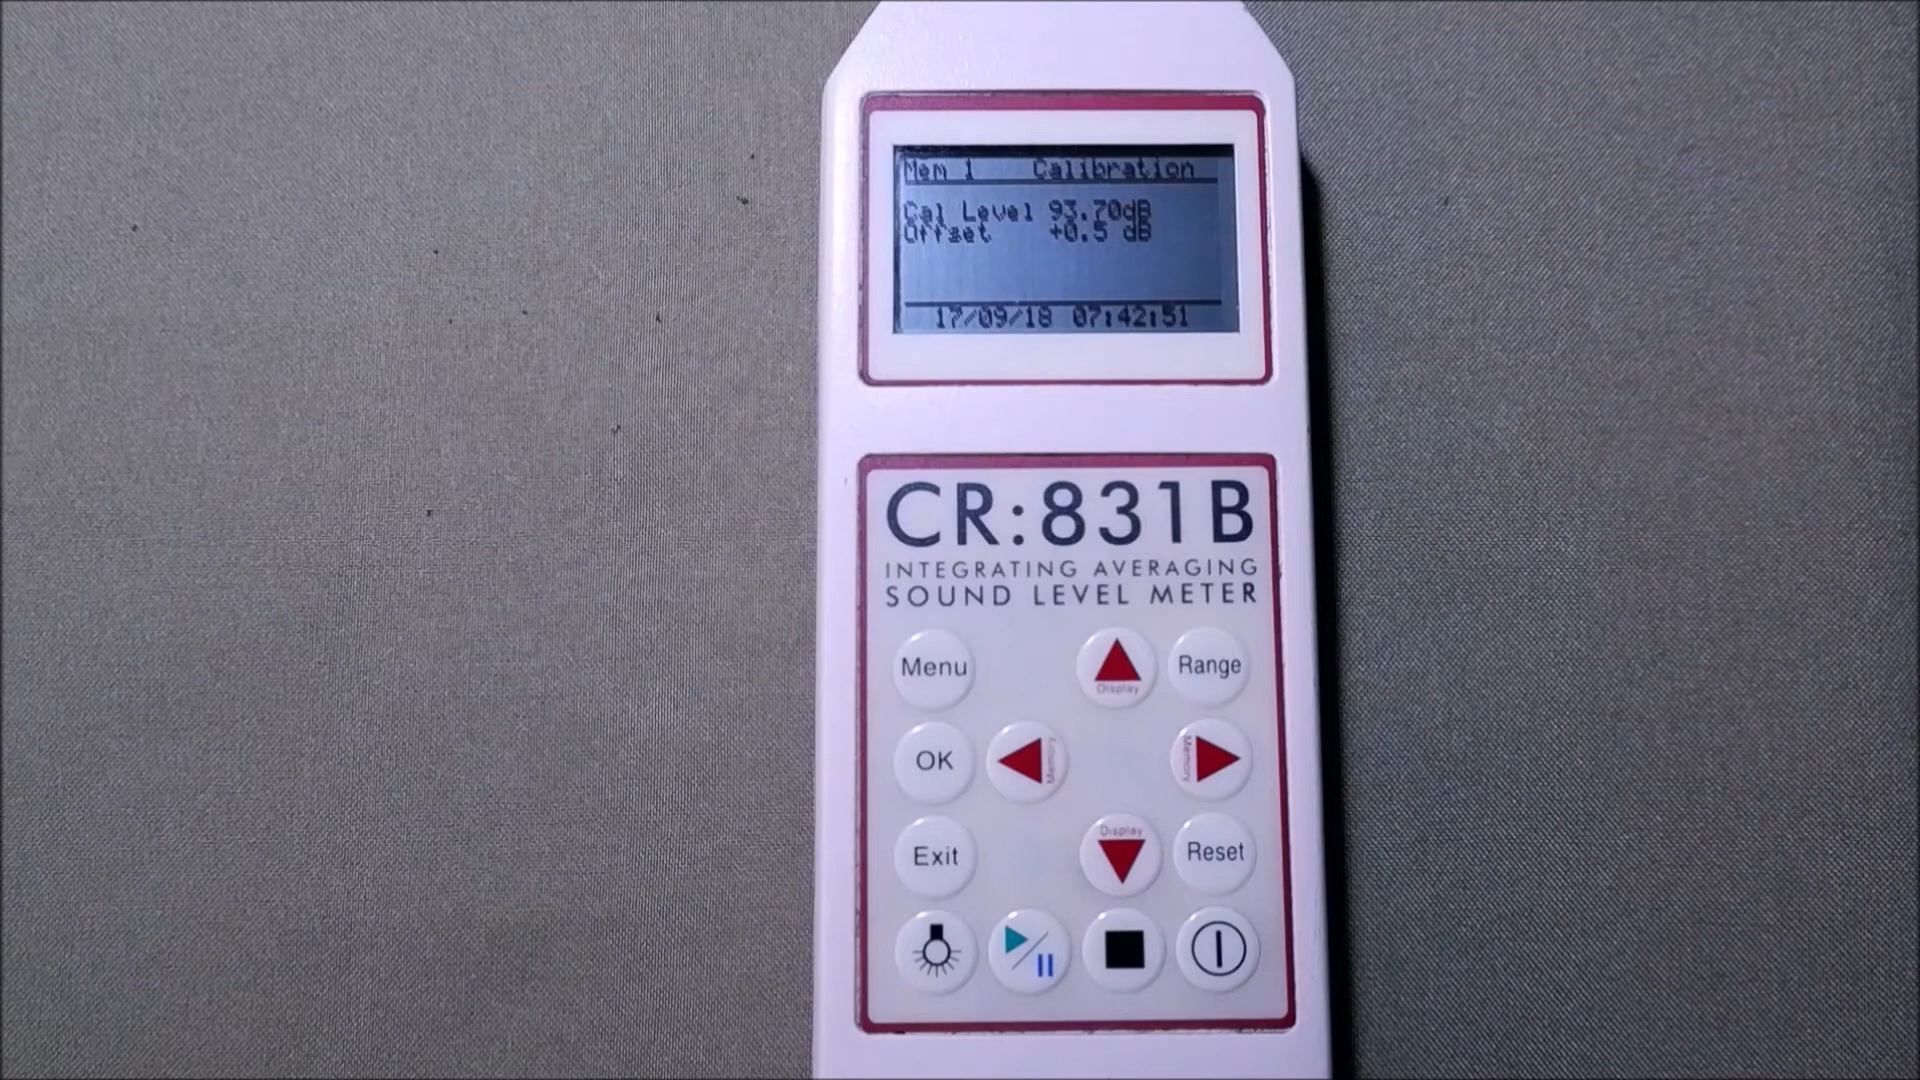 Mem 1 Calibration
Cal Level 93.70dB
Offset +0.5 dB
17/09/18 07:42:51
CR:831B
INTEGRATING AVERAGING
SOUND LEVEL METER
Menu
Display
Range
OK
Memory
Memory
Exit
Display
Reset